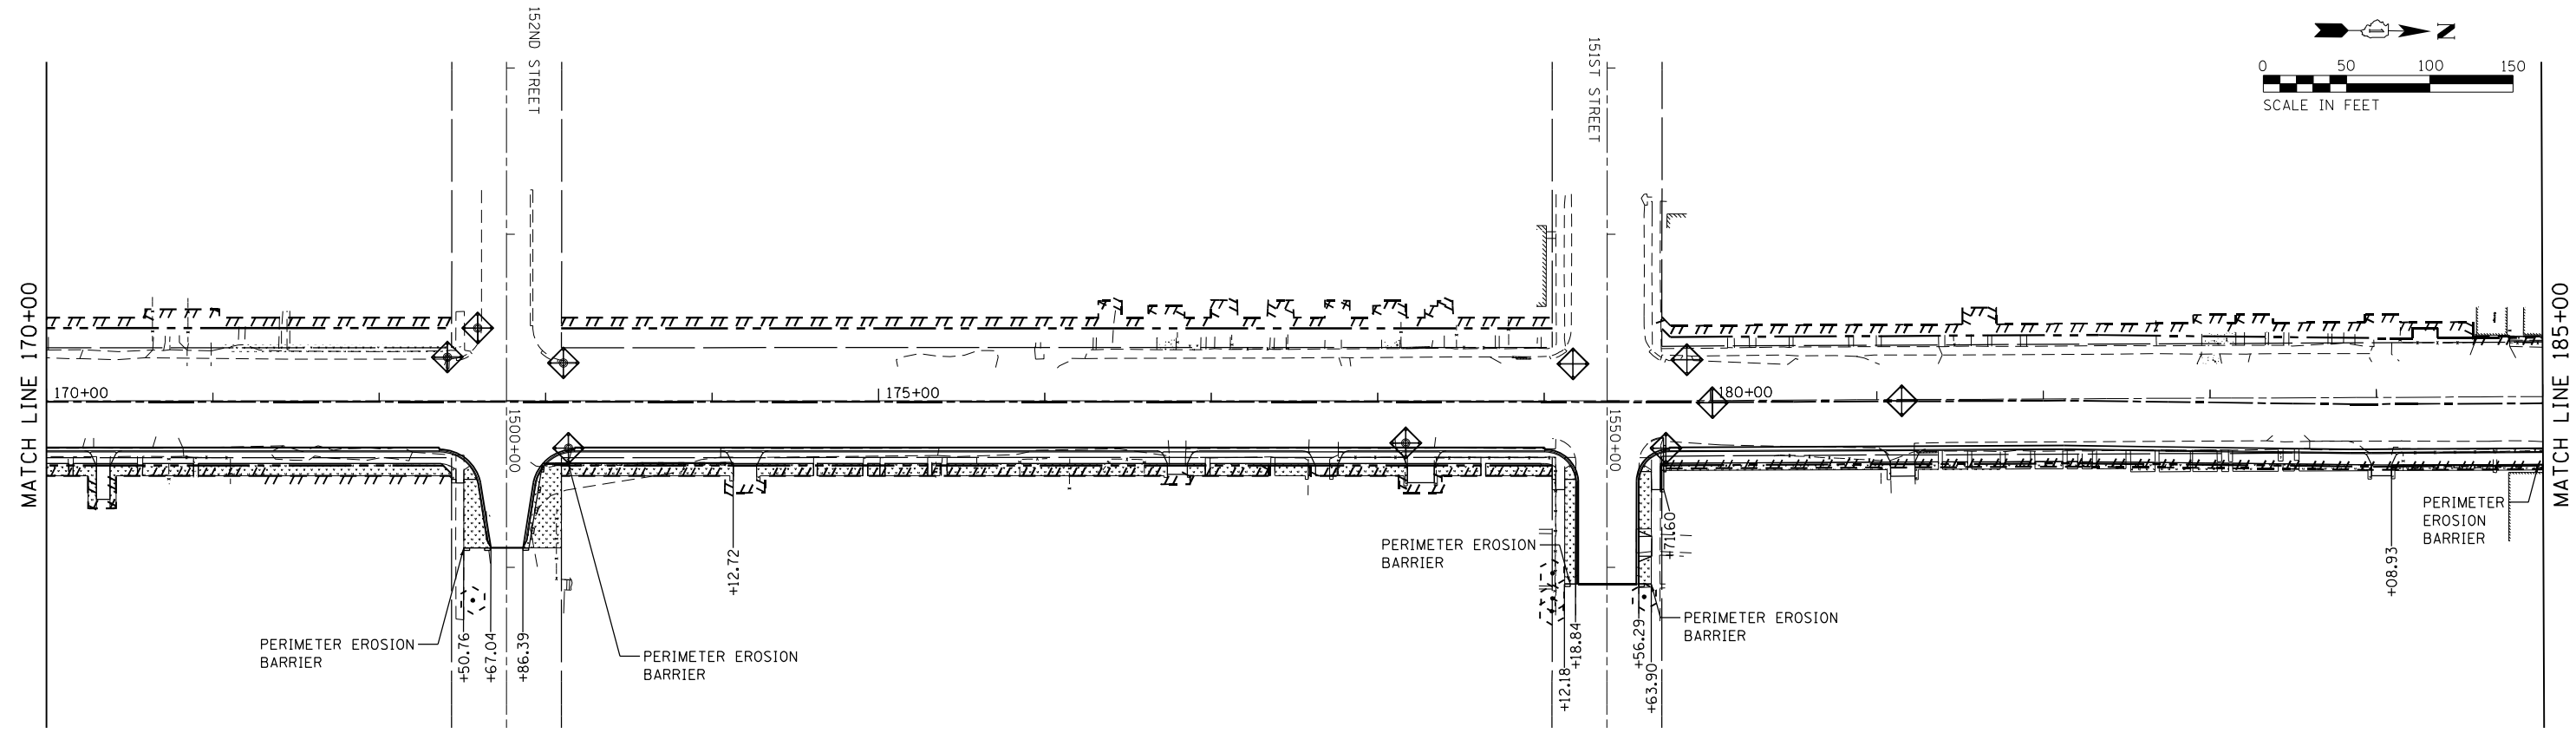 152ND STREET
151ST STREET
N
0 50 100 150
SCALE IN FEET
MATCH LINE 170+00
MATCH LINE 185+00
170+00
175+00
180+00
1500+00
1550+00
PERIMETER EROSION
BARRIER
+50.76
+67.04
+86.39
PERIMETER EROSION
BARRIER
+12.72
PERIMETER EROSION
BARRIER
+12.18
+18.84
+56.29
+63.90
+71.60
PERIMETER EROSION
BARRIER
+08.93
PERIMETER
EROSION
BARRIER